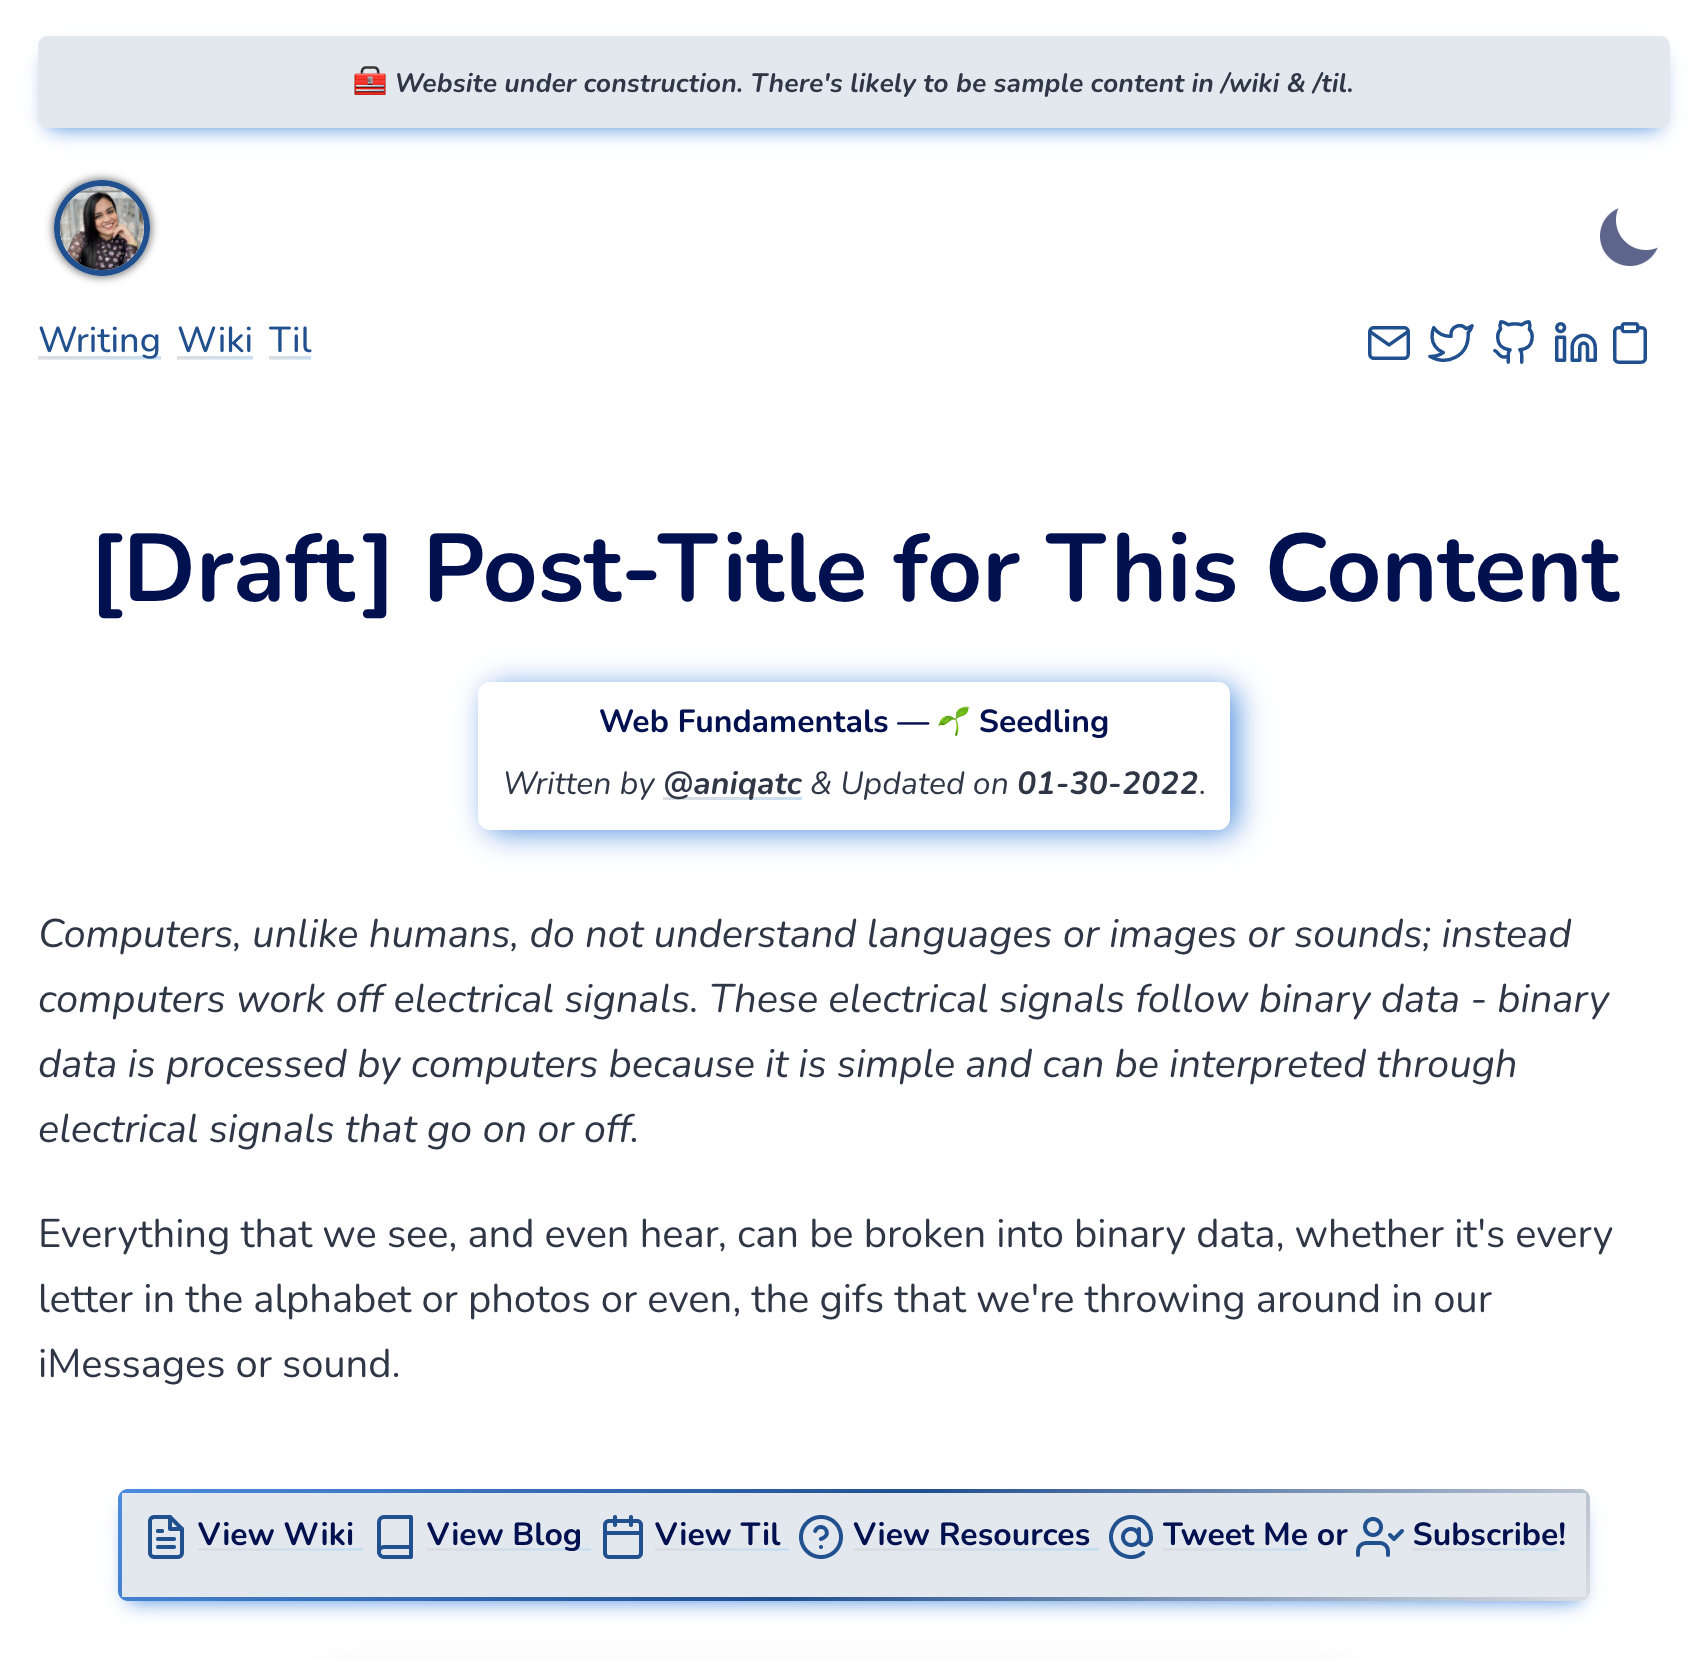 🧰 Website under construction. There's likely to be sample content in /wiki & /til.
Writing Wiki Til
[Draft] Post-Title for This Content
Web Fundamentals — 🌱 Seedling
Written by @aniqatc & Updated on 01-30-2022.
Computers, unlike humans, do not understand languages or images or sounds; instead
computers work off electrical signals. These electrical signals follow binary data - binary
data is processed by computers because it is simple and can be interpreted through
electrical signals that go on or off.
Everything that we see, and even hear, can be broken into binary data, whether it's every
letter in the alphabet or photos or even, the gifs that we're throwing around in our
iMessages or sound.
View Wiki View Blog View Til View Resources Tweet Me or Subscribe!